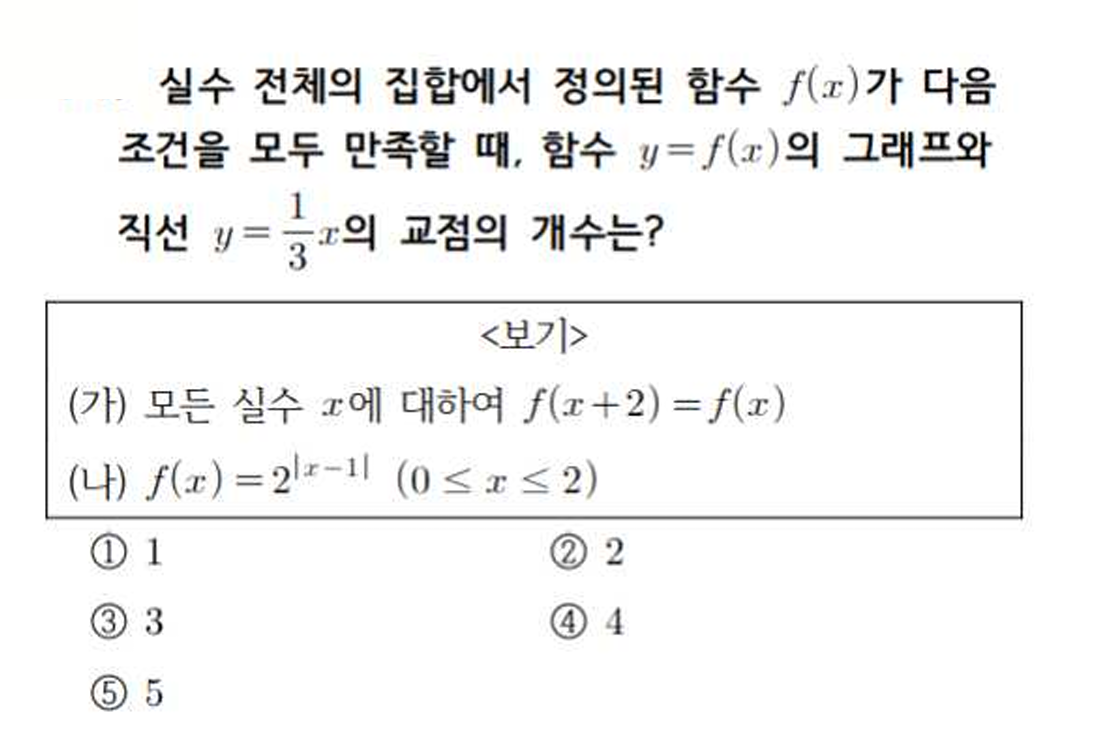 실수 전체의 집합에서 정의된 함수 f(x)가 다음
조건을 모두 만족할 때, 함수 y=f(x)의 그래프와
직선 y=1/3 x의 교점의 개수는?
<보기>
(가) 모든 실수 x에 대하여 f(x+2)=f(x)
(나) f(x)=2^|x-1| (0≤x≤2)
① 1 ② 2
③ 3 ④ 4
⑤ 5